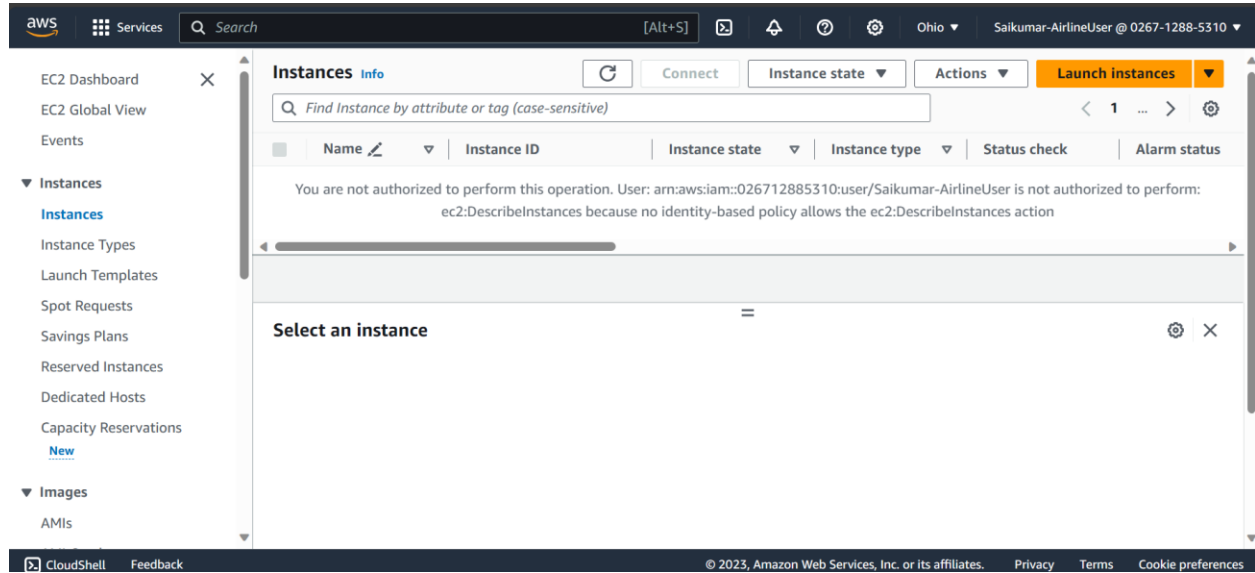 aws
Services
Search [Alt+S]
Ohio ▼
Saikumar-AirlineUser @ 0267-1288-5310 ▼
EC2 Dashboard
EC2 Global View
Events
▼ Instances
Instances
Instance Types
Launch Templates
Spot Requests
Savings Plans
Reserved Instances
Dedicated Hosts
Capacity Reservations
New
▼ Images
AMIs
Instances Info
Connect
Instance state ▼
Actions ▼
Launch instances ▼
Find Instance by attribute or tag (case-sensitive)
< 1 ... >
Name Instance ID Instance state Instance type Status check Alarm status
You are not authorized to perform this operation. User: arn:aws:iam::026712885310:user/Saikumar-AirlineUser is not authorized to perform:
ec2:DescribeInstances because no identity-based policy allows the ec2:DescribeInstances action
Select an instance
CloudShell Feedback © 2023, Amazon Web Services, Inc. or its affiliates. Privacy Terms Cookie preferences